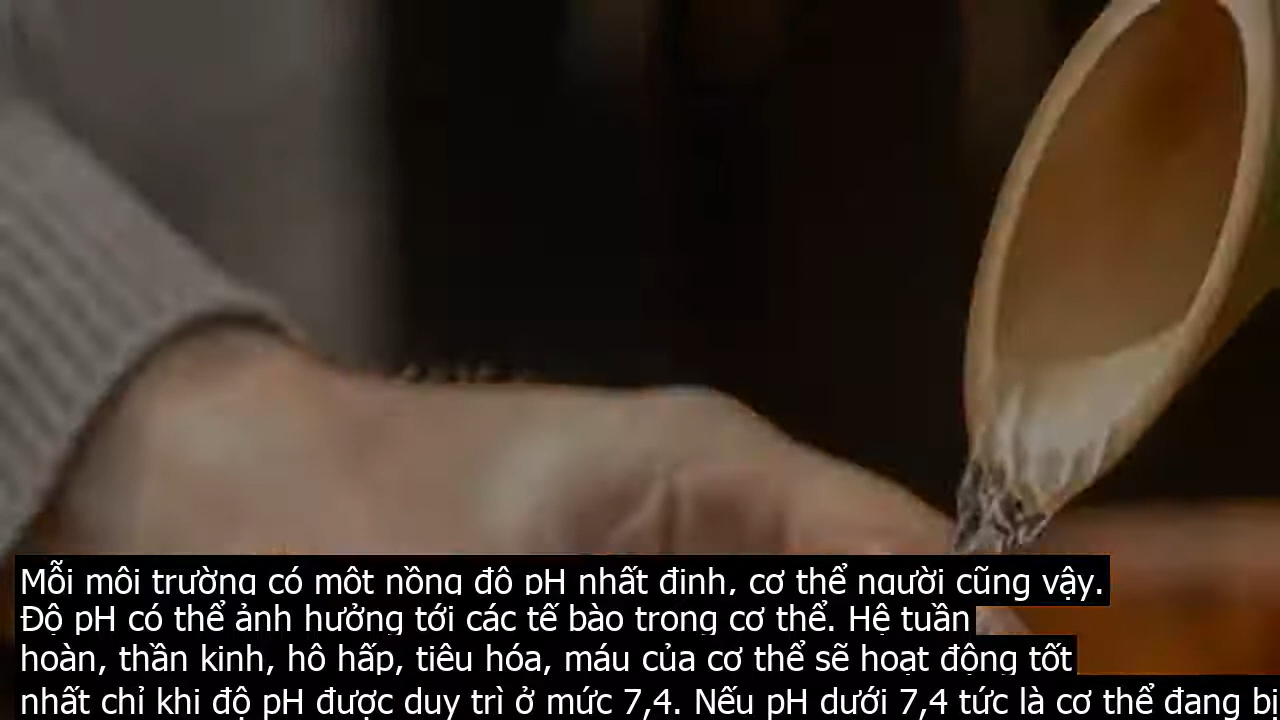 Mỗi môi trường có một nồng độ pH nhất định, cơ thể người cũng vậy.
Độ pH có thể ảnh hưởng tới các tế bào trong cơ thể. Hệ tuần
hoàn, thần kinh, hô hấp, tiêu hóa, máu của cơ thể sẽ hoạt động tốt
nhất chỉ khi độ pH được duy trì ở mức 7,4. Nếu pH dưới 7,4 tức là cơ thể đang bị